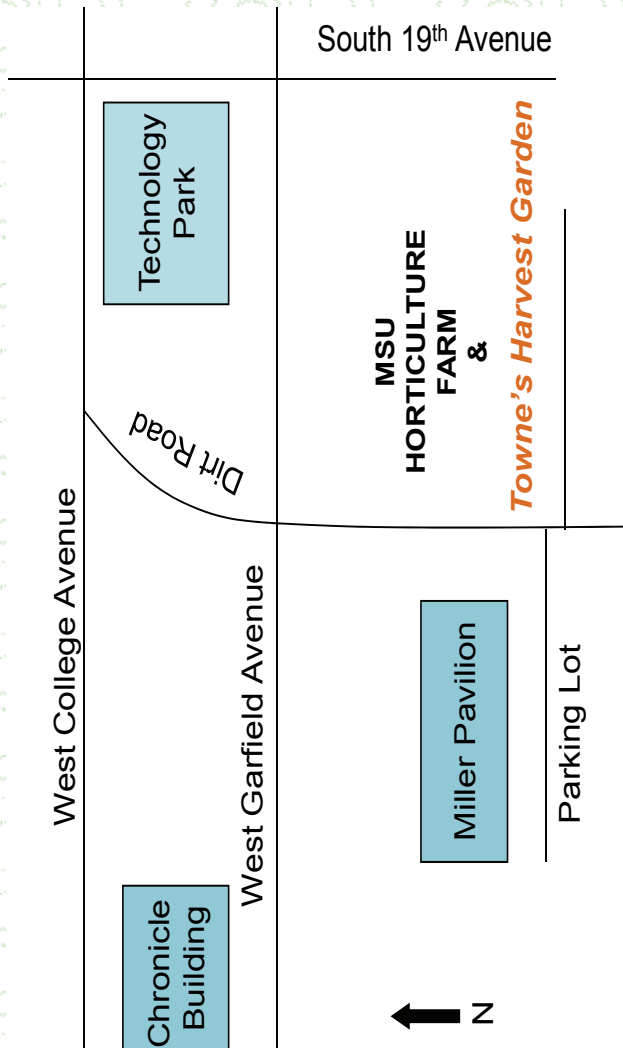 South 19th Avenue
Technology
Park
MSU
HORTICULTURE
FARM
&
Towne’s Harvest Garden
Dirt Road
West College Avenue
West Garfield Avenue
Miller Pavilion
Parking Lot
Chronicle
Building
N